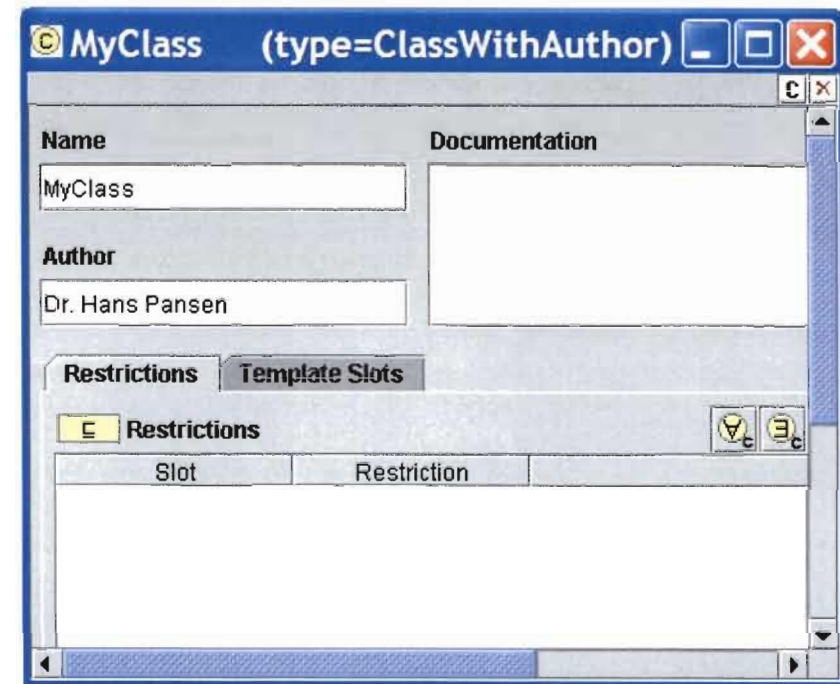 C MyClass (type=ClassWithAuthor)
C
Name
MyClass
Documentation
Author
Dr. Hans Pansen
Restrictions Template Slots
⊑ Restrictions ∀c ∃c
Slot Restriction